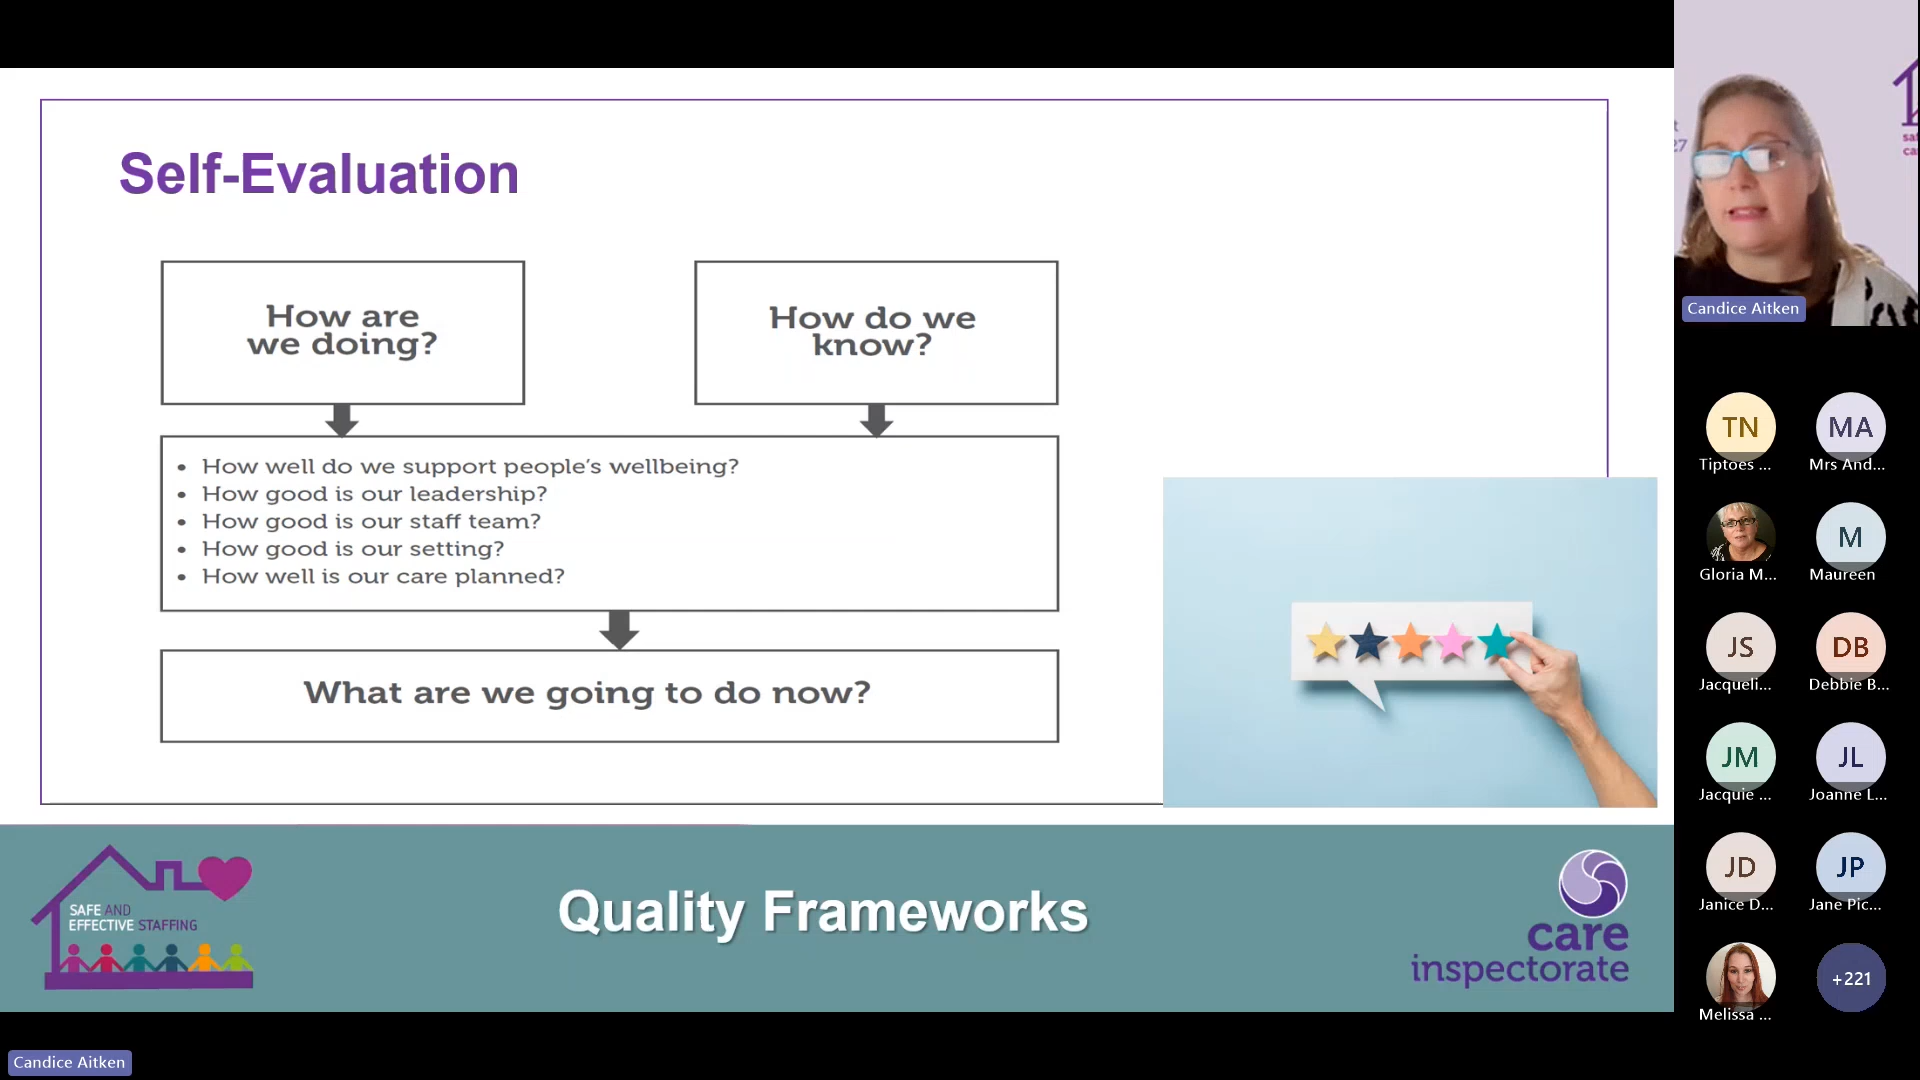 Self-Evaluation
How are
we doing?
How do we
know?
• How well do we support people's wellbeing?
• How good is our leadership?
• How good is our staff team?
• How good is our setting?
• How well is our care planned?
What are we going to do now?
SAFE AND
EFFECTIVE STAFFING
Quality Frameworks
care
inspectorate
Candice Aitken
27
sa
ca
Candice Aitken
TN
Tiptoes ...
MA
Mrs And...
Gloria M...
M
Maureen
JS
Jacqueli...
DB
Debbie B...
JM
Jacquie ...
JL
Joanne L...
JD
Janice D...
JP
Jane Pic...
Melissa ...
+221